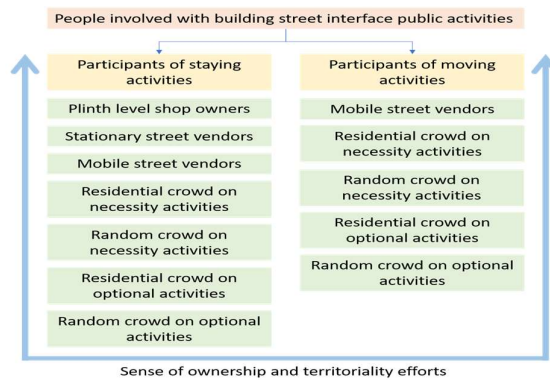 People involved with building street interface public activities
Participants of staying
activities
Plinth level shop owners
Stationary street vendors
Mobile street vendors
Residential crowd on
necessity activities
Random crowd on
necessity activities
Residential crowd on
optional activities
Random crowd on optional
activities
Participants of moving
activities
Mobile street vendors
Residential crowd on
necessity activities
Random crowd on
necessity activities
Residential crowd on
optional activities
Random crowd on optional
activities
Sense of ownership and territoriality efforts